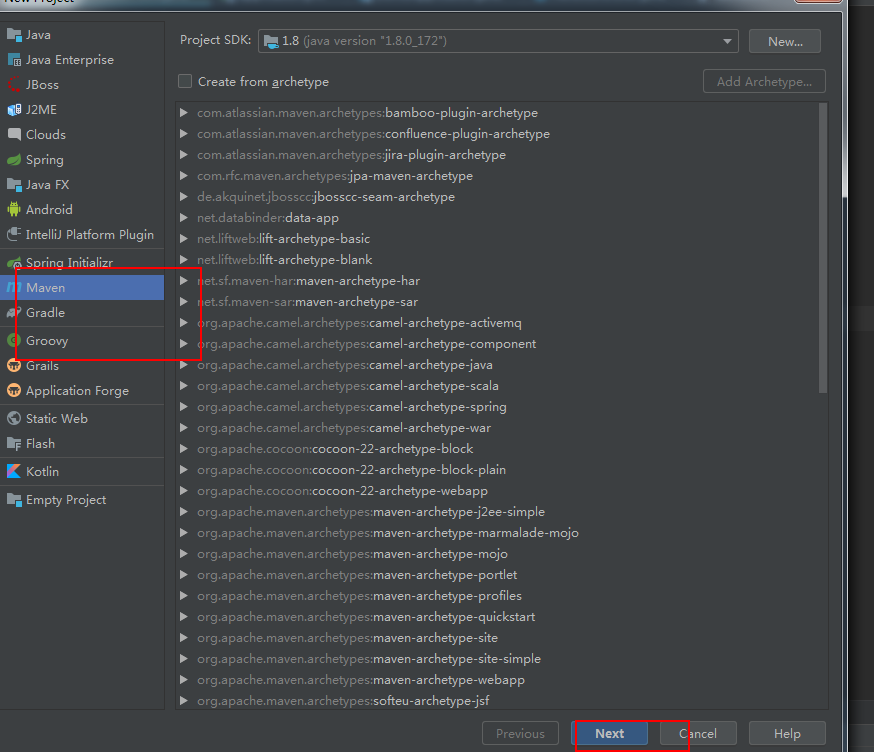 New Project
Java
Java Enterprise
JBoss
J2ME
Clouds
Spring
Java FX
Android
IntelliJ Platform Plugin
Spring Initializr
Maven
Gradle
Groovy
Grails
Application Forge
Static Web
Flash
Kotlin
Empty Project
Project SDK: 1.8 (java version "1.8.0_172") New...
Create from archetype Add Archetype...
com.atlassian.maven.archetypes:bamboo-plugin-archetype
com.atlassian.maven.archetypes:confluence-plugin-archetype
com.atlassian.maven.archetypes:jira-plugin-archetype
com.rfc.maven.archetypes:jpa-maven-archetype
de.akquinet.jbosscc:jbosscc-seam-archetype
net.databinder:data-app
net.liftweb:lift-archetype-basic
net.liftweb:lift-archetype-blank
net.sf.maven-har:maven-archetype-har
net.sf.maven-sar:maven-archetype-sar
org.apache.camel.archetypes:camel-archetype-activemq
org.apache.camel.archetypes:camel-archetype-component
org.apache.camel.archetypes:camel-archetype-java
org.apache.camel.archetypes:camel-archetype-scala
org.apache.camel.archetypes:camel-archetype-spring
org.apache.camel.archetypes:camel-archetype-war
org.apache.cocoon:cocoon-22-archetype-block
org.apache.cocoon:cocoon-22-archetype-block-plain
org.apache.cocoon:cocoon-22-archetype-webapp
org.apache.maven.archetypes:maven-archetype-j2ee-simple
org.apache.maven.archetypes:maven-archetype-marmalade-mojo
org.apache.maven.archetypes:maven-archetype-mojo
org.apache.maven.archetypes:maven-archetype-portlet
org.apache.maven.archetypes:maven-archetype-profiles
org.apache.maven.archetypes:maven-archetype-quickstart
org.apache.maven.archetypes:maven-archetype-site
org.apache.maven.archetypes:maven-archetype-site-simple
org.apache.maven.archetypes:maven-archetype-webapp
org.apache.maven.archetypes:softeu-archetype-jsf
Previous Next Cancel Help